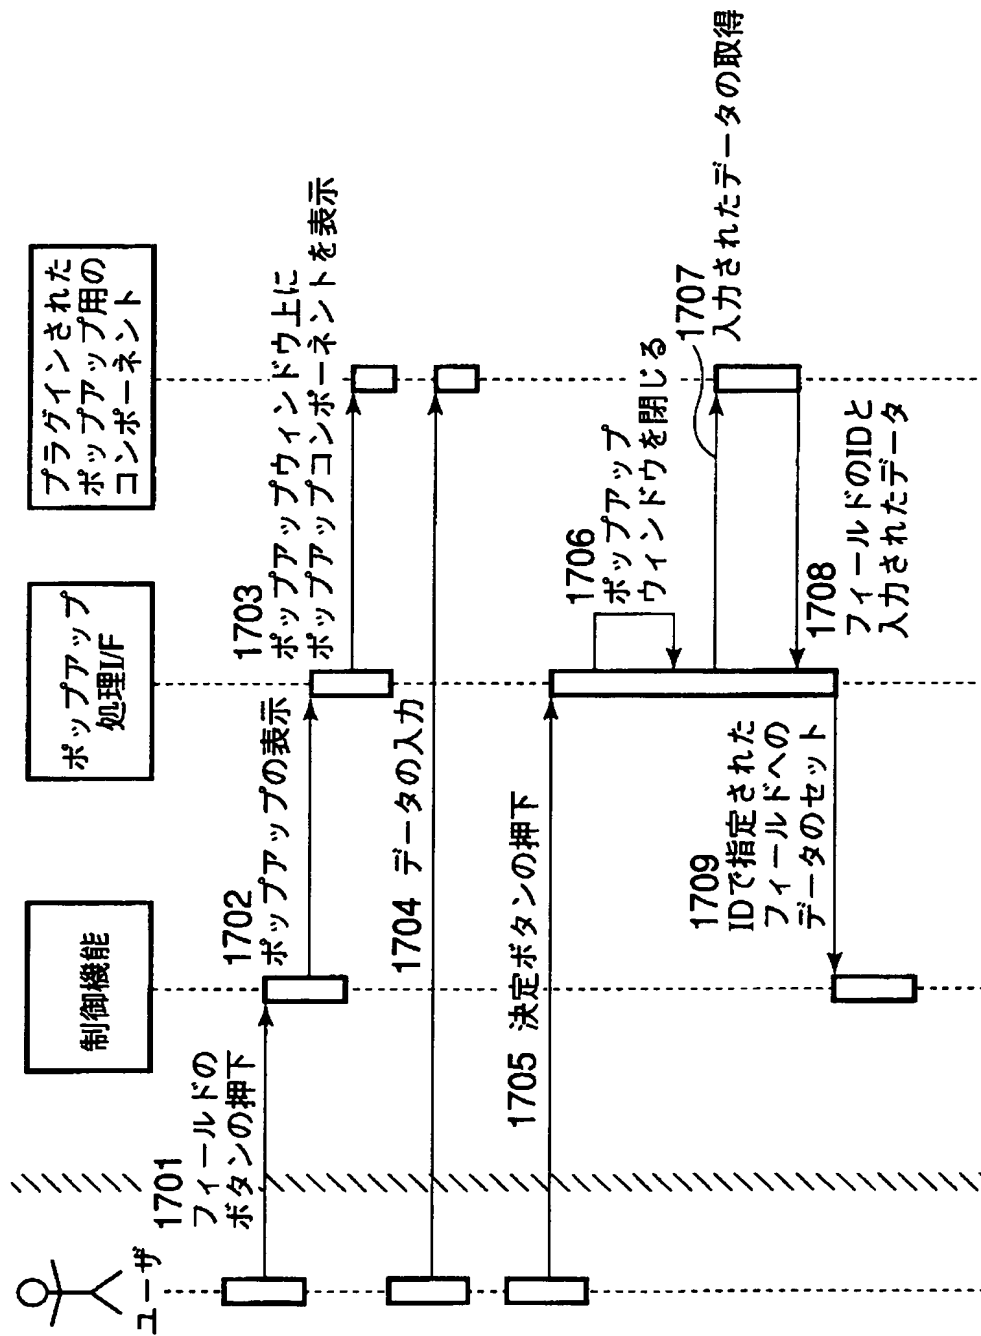 ユーザ
制御機能
ポップアップ
処理I/F
プラグインされた
ポップアップ用の
コンポーネント
1701
フィールドの
ボタンの押下
1702
ポップアップの表示
1703
ポップアップウィンドウ上に
ポップアップコンポーネントを表示
1704 データの入力
1705 決定ボタンの押下
1706
ポップアップ
ウィンドウを閉じる
1707
入力されたデータの取得
1708
フィールドのIDと
入力されたデータ
1709
IDで指定された
フィールドへの
データのセット